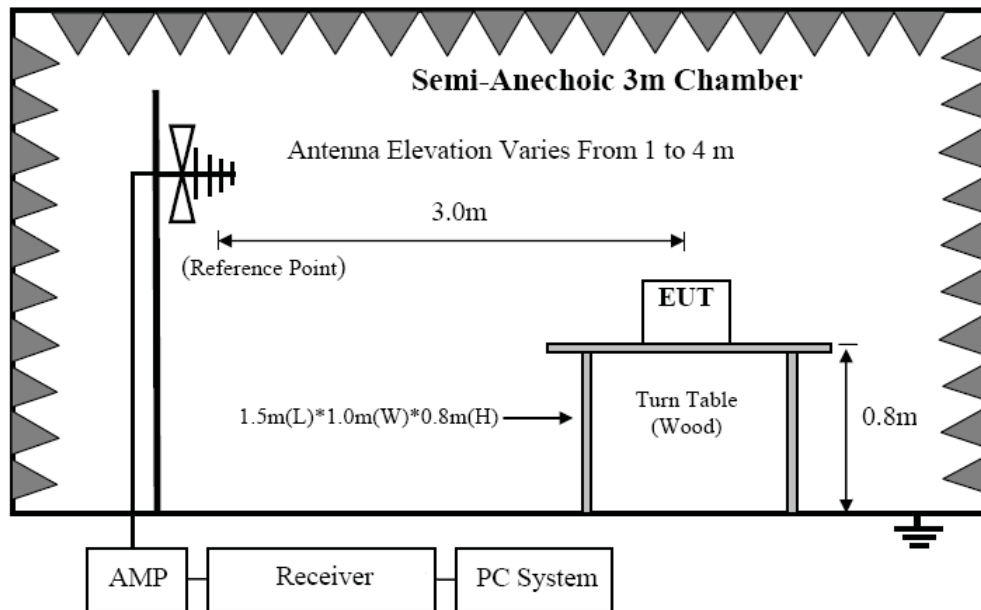 Semi-Anechoic 3m Chamber
Antenna Elevation Varies From 1 to 4 m
3.0m
(Reference Point)
EUT
1.5m(L)*1.0m(W)*0.8m(H)
Turn Table
(Wood)
0.8m
AMP
Receiver
PC System